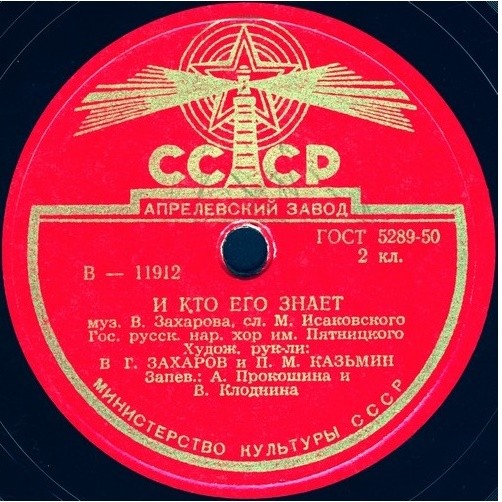 СССР
АПРЕЛЕВСКИЙ ЗАВОД
ГОСТ 5289-50
2 кл.
В — 11912
И КТО ЕГО ЗНАЕТ
муз. В. Захарова, сл. М. Исаковского
Гос. русск. нар. хор им. Пятницкого
Худож. рук-ли:
В Г. ЗАХАРОВ и П. М. КАЗЬМИН
Запев.: А. Прокошина и
В. Клоднина
МИНИСТЕРСТВО КУЛЬТУРЫ СССР